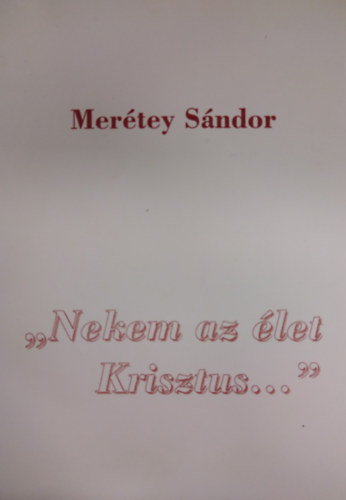 Merétey Sándor
„Nekem az élet
Krisztus...”